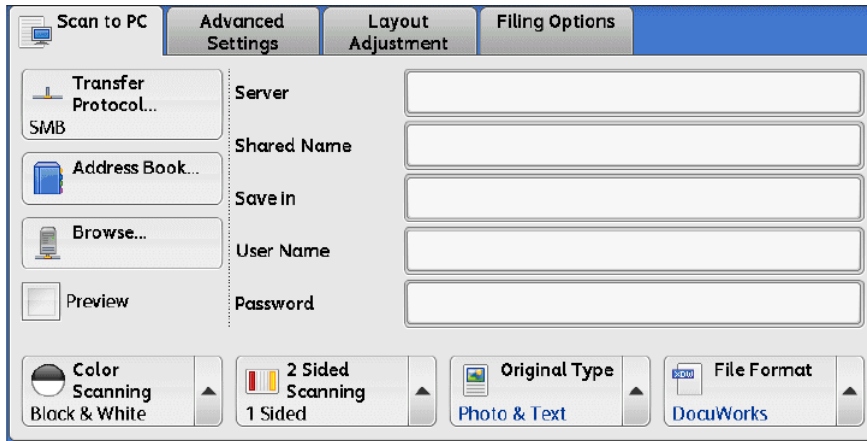 Scan to PC
Advanced
Settings
Layout
Adjustment
Filing Options
Transfer
Protocol...
SMB
Address Book...
Browse...
Preview
Server
Shared Name
Save in
User Name
Password
Color
Scanning
Black & White
2 Sided
Scanning
1 Sided
Original Type
Photo & Text
XDW
File Format
DocuWorks